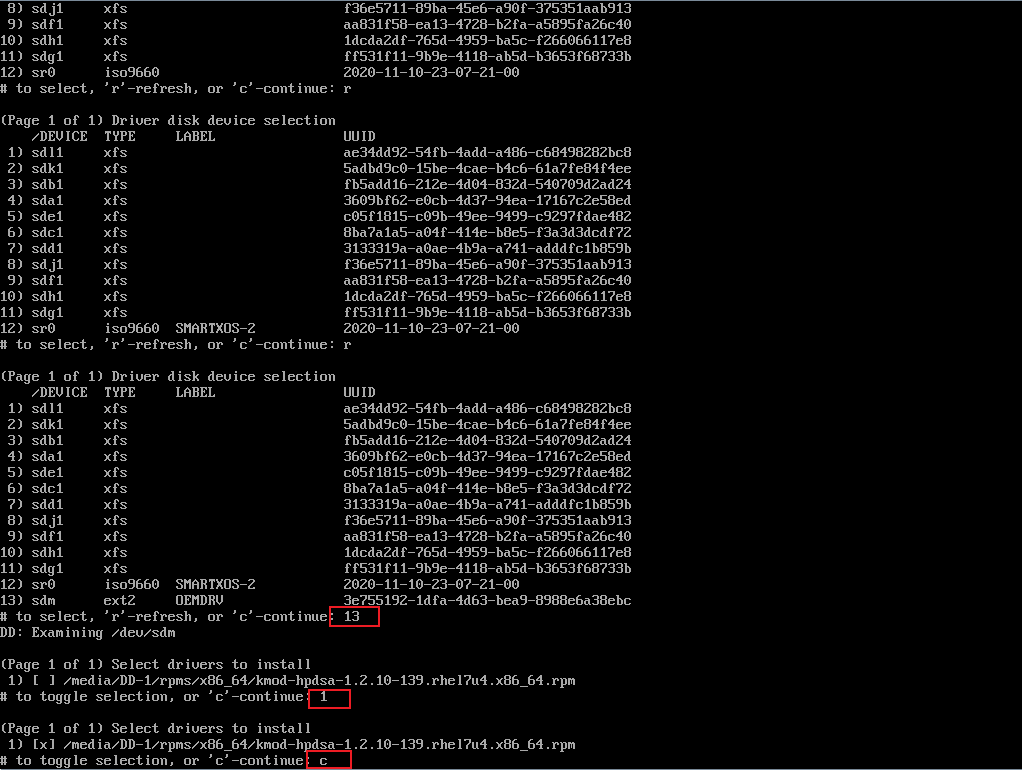 8) sdj1 xfs f36e5711-89ba-45e6-a90f-375351aab913
9) sdf1 xfs aa831f58-ea13-4728-b2fa-a5895fa26c40
10) sdh1 xfs 1dcda2df-765d-4959-ba5c-f266066117e8
11) sdg1 xfs ff531f11-9b9e-4118-ab5d-b3653f68733b
12) sr0 iso9660 2020-11-10-23-07-21-00
# to select, 'r'-refresh, or 'c'-continue: r
(Page 1 of 1) Driver disk device selection
/DEVICE TYPE LABEL UUID
1) sdl1 xfs ae34dd92-54fb-4add-a486-c68498282bc8
2) sdk1 xfs 5adbd9c0-15be-4cae-b4c6-61a7fe84f4ee
3) sdb1 xfs fb5add16-212e-4d04-832d-540709d2ad24
4) sda1 xfs 3609bf62-e0cb-4d37-94ea-17167c2e58ed
5) sde1 xfs c05f1815-c09b-49ee-9499-c9297fdae482
6) sdc1 xfs 8ba7a1a5-a04f-414e-b8e5-f3a3d3dcdf72
7) sdd1 xfs 3133319a-a0ae-4b9a-a741-adddfc1b859b
8) sdj1 xfs f36e5711-89ba-45e6-a90f-375351aab913
9) sdf1 xfs aa831f58-ea13-4728-b2fa-a5895fa26c40
10) sdh1 xfs 1dcda2df-765d-4959-ba5c-f266066117e8
11) sdg1 xfs ff531f11-9b9e-4118-ab5d-b3653f68733b
12) sr0 iso9660 SMARTXOS-2 2020-11-10-23-07-21-00
# to select, 'r'-refresh, or 'c'-continue: r
(Page 1 of 1) Driver disk device selection
/DEVICE TYPE LABEL UUID
1) sdl1 xfs ae34dd92-54fb-4add-a486-c68498282bc8
2) sdk1 xfs 5adbd9c0-15be-4cae-b4c6-61a7fe84f4ee
3) sdb1 xfs fb5add16-212e-4d04-832d-540709d2ad24
4) sda1 xfs 3609bf62-e0cb-4d37-94ea-17167c2e58ed
5) sde1 xfs c05f1815-c09b-49ee-9499-c9297fdae482
6) sdc1 xfs 8ba7a1a5-a04f-414e-b8e5-f3a3d3dcdf72
7) sdd1 xfs 3133319a-a0ae-4b9a-a741-adddfc1b859b
8) sdj1 xfs f36e5711-89ba-45e6-a90f-375351aab913
9) sdf1 xfs aa831f58-ea13-4728-b2fa-a5895fa26c40
10) sdh1 xfs 1dcda2df-765d-4959-ba5c-f266066117e8
11) sdg1 xfs ff531f11-9b9e-4118-ab5d-b3653f68733b
12) sr0 iso9660 SMARTXOS-2 2020-11-10-23-07-21-00
13) sdm ext2 OEMDRV 3e755192-1dfa-4d63-bea9-8988e6a38ebc
# to select, 'r'-refresh, or 'c'-continue: 13
DD: Examining /dev/sdm
(Page 1 of 1) Select drivers to install
1) [ ] /media/DD-1/rpms/x86_64/kmod-hpdsa-1.2.10-139.rhel7u4.x86_64.rpm
# to toggle selection, or 'c'-continue: 1
(Page 1 of 1) Select drivers to install
1) [x] /media/DD-1/rpms/x86_64/kmod-hpdsa-1.2.10-139.rhel7u4.x86_64.rpm
# to toggle selection, or 'c'-continue: c